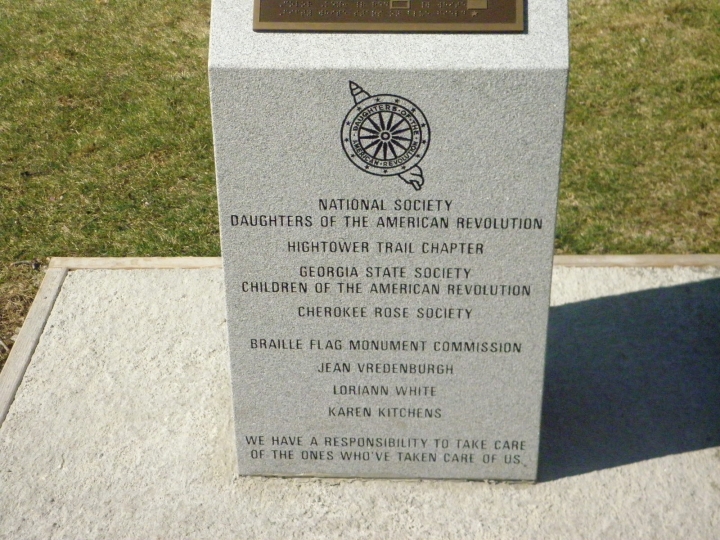 DAUGHTERS·OF·THE
AMERICAN·REVOLUTION
NATIONAL SOCIETY
DAUGHTERS OF THE AMERICAN REVOLUTION
HIGHTOWER TRAIL CHAPTER
GEORGIA STATE SOCIETY
CHILDREN OF THE AMERICAN REVOLUTION
CHEROKEE ROSE SOCIETY
BRAILLE FLAG MONUMENT COMMISSION
JEAN VREDENBURGH
LORIANN WHITE
KAREN KITCHENS
WE HAVE A RESPONSIBILITY TO TAKE CARE
OF THE ONES WHO'VE TAKEN CARE OF US.